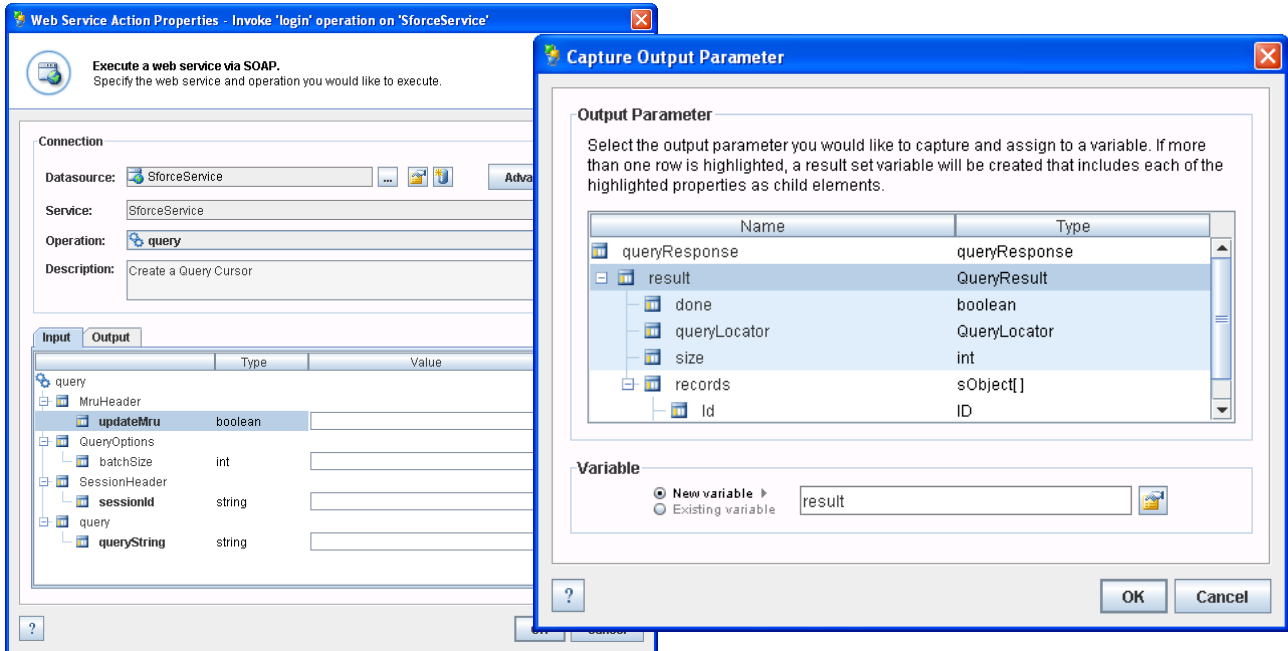 Web Service Action Properties - Invoke 'login' operation on 'SforceService'
Execute a web service via SOAP.
Specify the web service and operation you would like to execute.
Connection
Datasource: SforceService ... Adva
Service: SforceService
Operation: query
Description: Create a Query Cursor
Input Output
Type Value
query
MruHeader
updateMru boolean
QueryOptions
batchSize int
SessionHeader
sessionId string
query
queryString string
?
Capture Output Parameter
Output Parameter
Select the output parameter you would like to capture and assign to a variable. If more
than one row is highlighted, a result set variable will be created that includes each of the
highlighted properties as child elements.
Name Type
queryResponse queryResponse
result QueryResult
done boolean
queryLocator QueryLocator
size int
records sObject[]
Id ID
Variable
New variable result
Existing variable
? OK Cancel